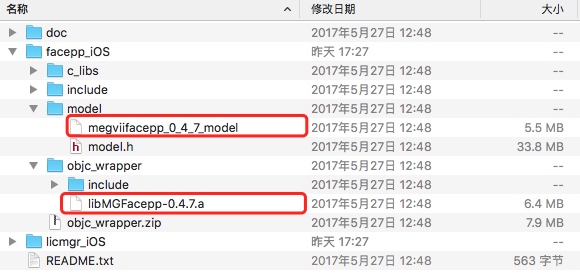 名称 修改日期 大小
doc 2017年5月27日 12:48 --
facepp_iOS 昨天 17:27 --
c_libs 2017年5月27日 12:48 --
include 2017年5月27日 12:48 --
model 2017年5月27日 12:48 --
megviifacepp_0_4_7_model 2017年5月27日 12:48 5.5 MB
h model.h 2017年5月27日 12:48 33.8 MB
objc_wrapper 2017年5月27日 12:48 --
include 2017年5月27日 12:48 --
libMGFacepp-0.4.7.a 2017年5月27日 12:48 6.4 MB
objc_wrapper.zip 2017年5月27日 12:48 7.9 MB
licmgr_iOS 昨天 17:27 --
README.txt 2017年5月27日 12:48 563 字节